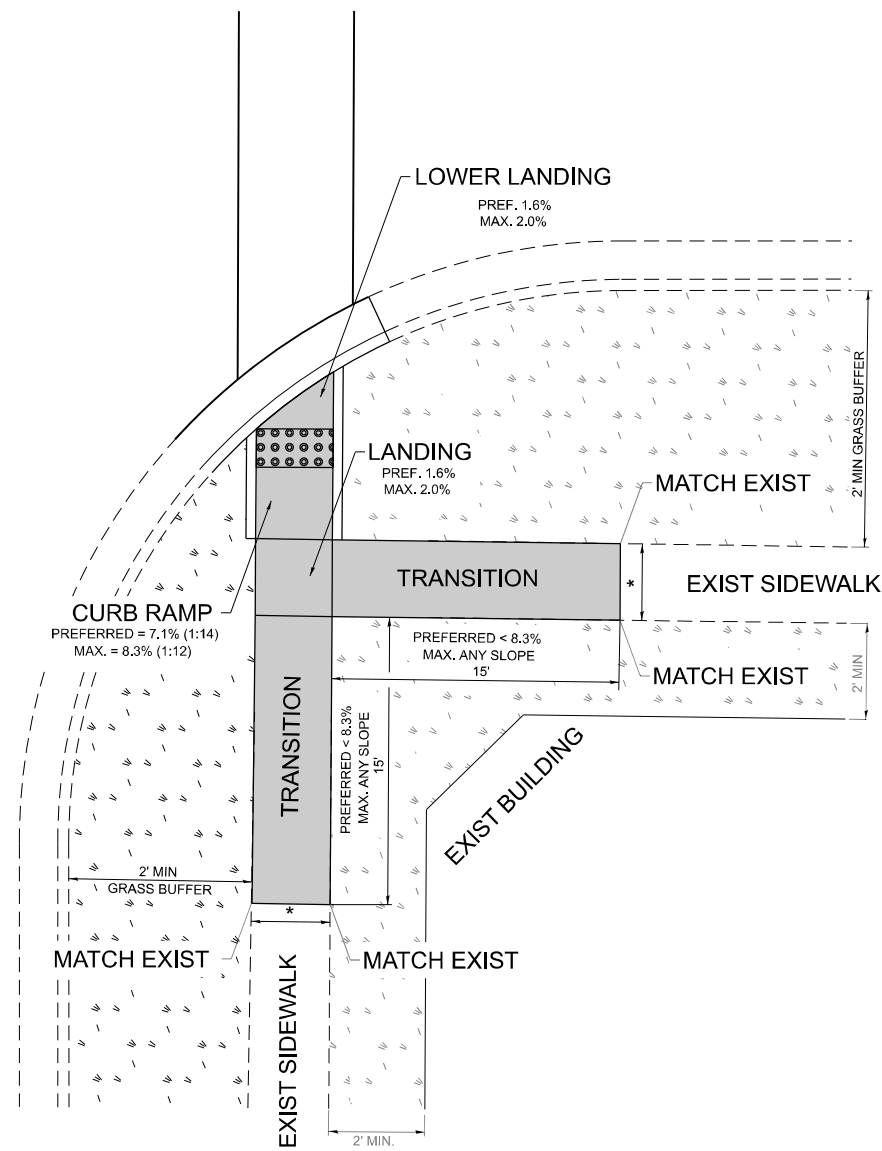 LOWER LANDING
PREF. 1.6%
MAX. 2.0%
2' MIN GRASS BUFFER
LANDING
PREF. 1.6%
MAX. 2.0%
MATCH EXIST
TRANSITION
*
EXIST SIDEWALK
CURB RAMP
PREFERRED = 7.1% (1:14)
MAX. = 8.3% (1:12)
PREFERRED < 8.3%
MAX. ANY SLOPE
15'
MATCH EXIST
2' MIN
TRANSITION
PREFERRED < 8.3%
MAX. ANY SLOPE
15'
EXIST BUILDING
2' MIN
GRASS BUFFER
*
MATCH EXIST
MATCH EXIST
EXIST SIDEWALK
2' MIN.